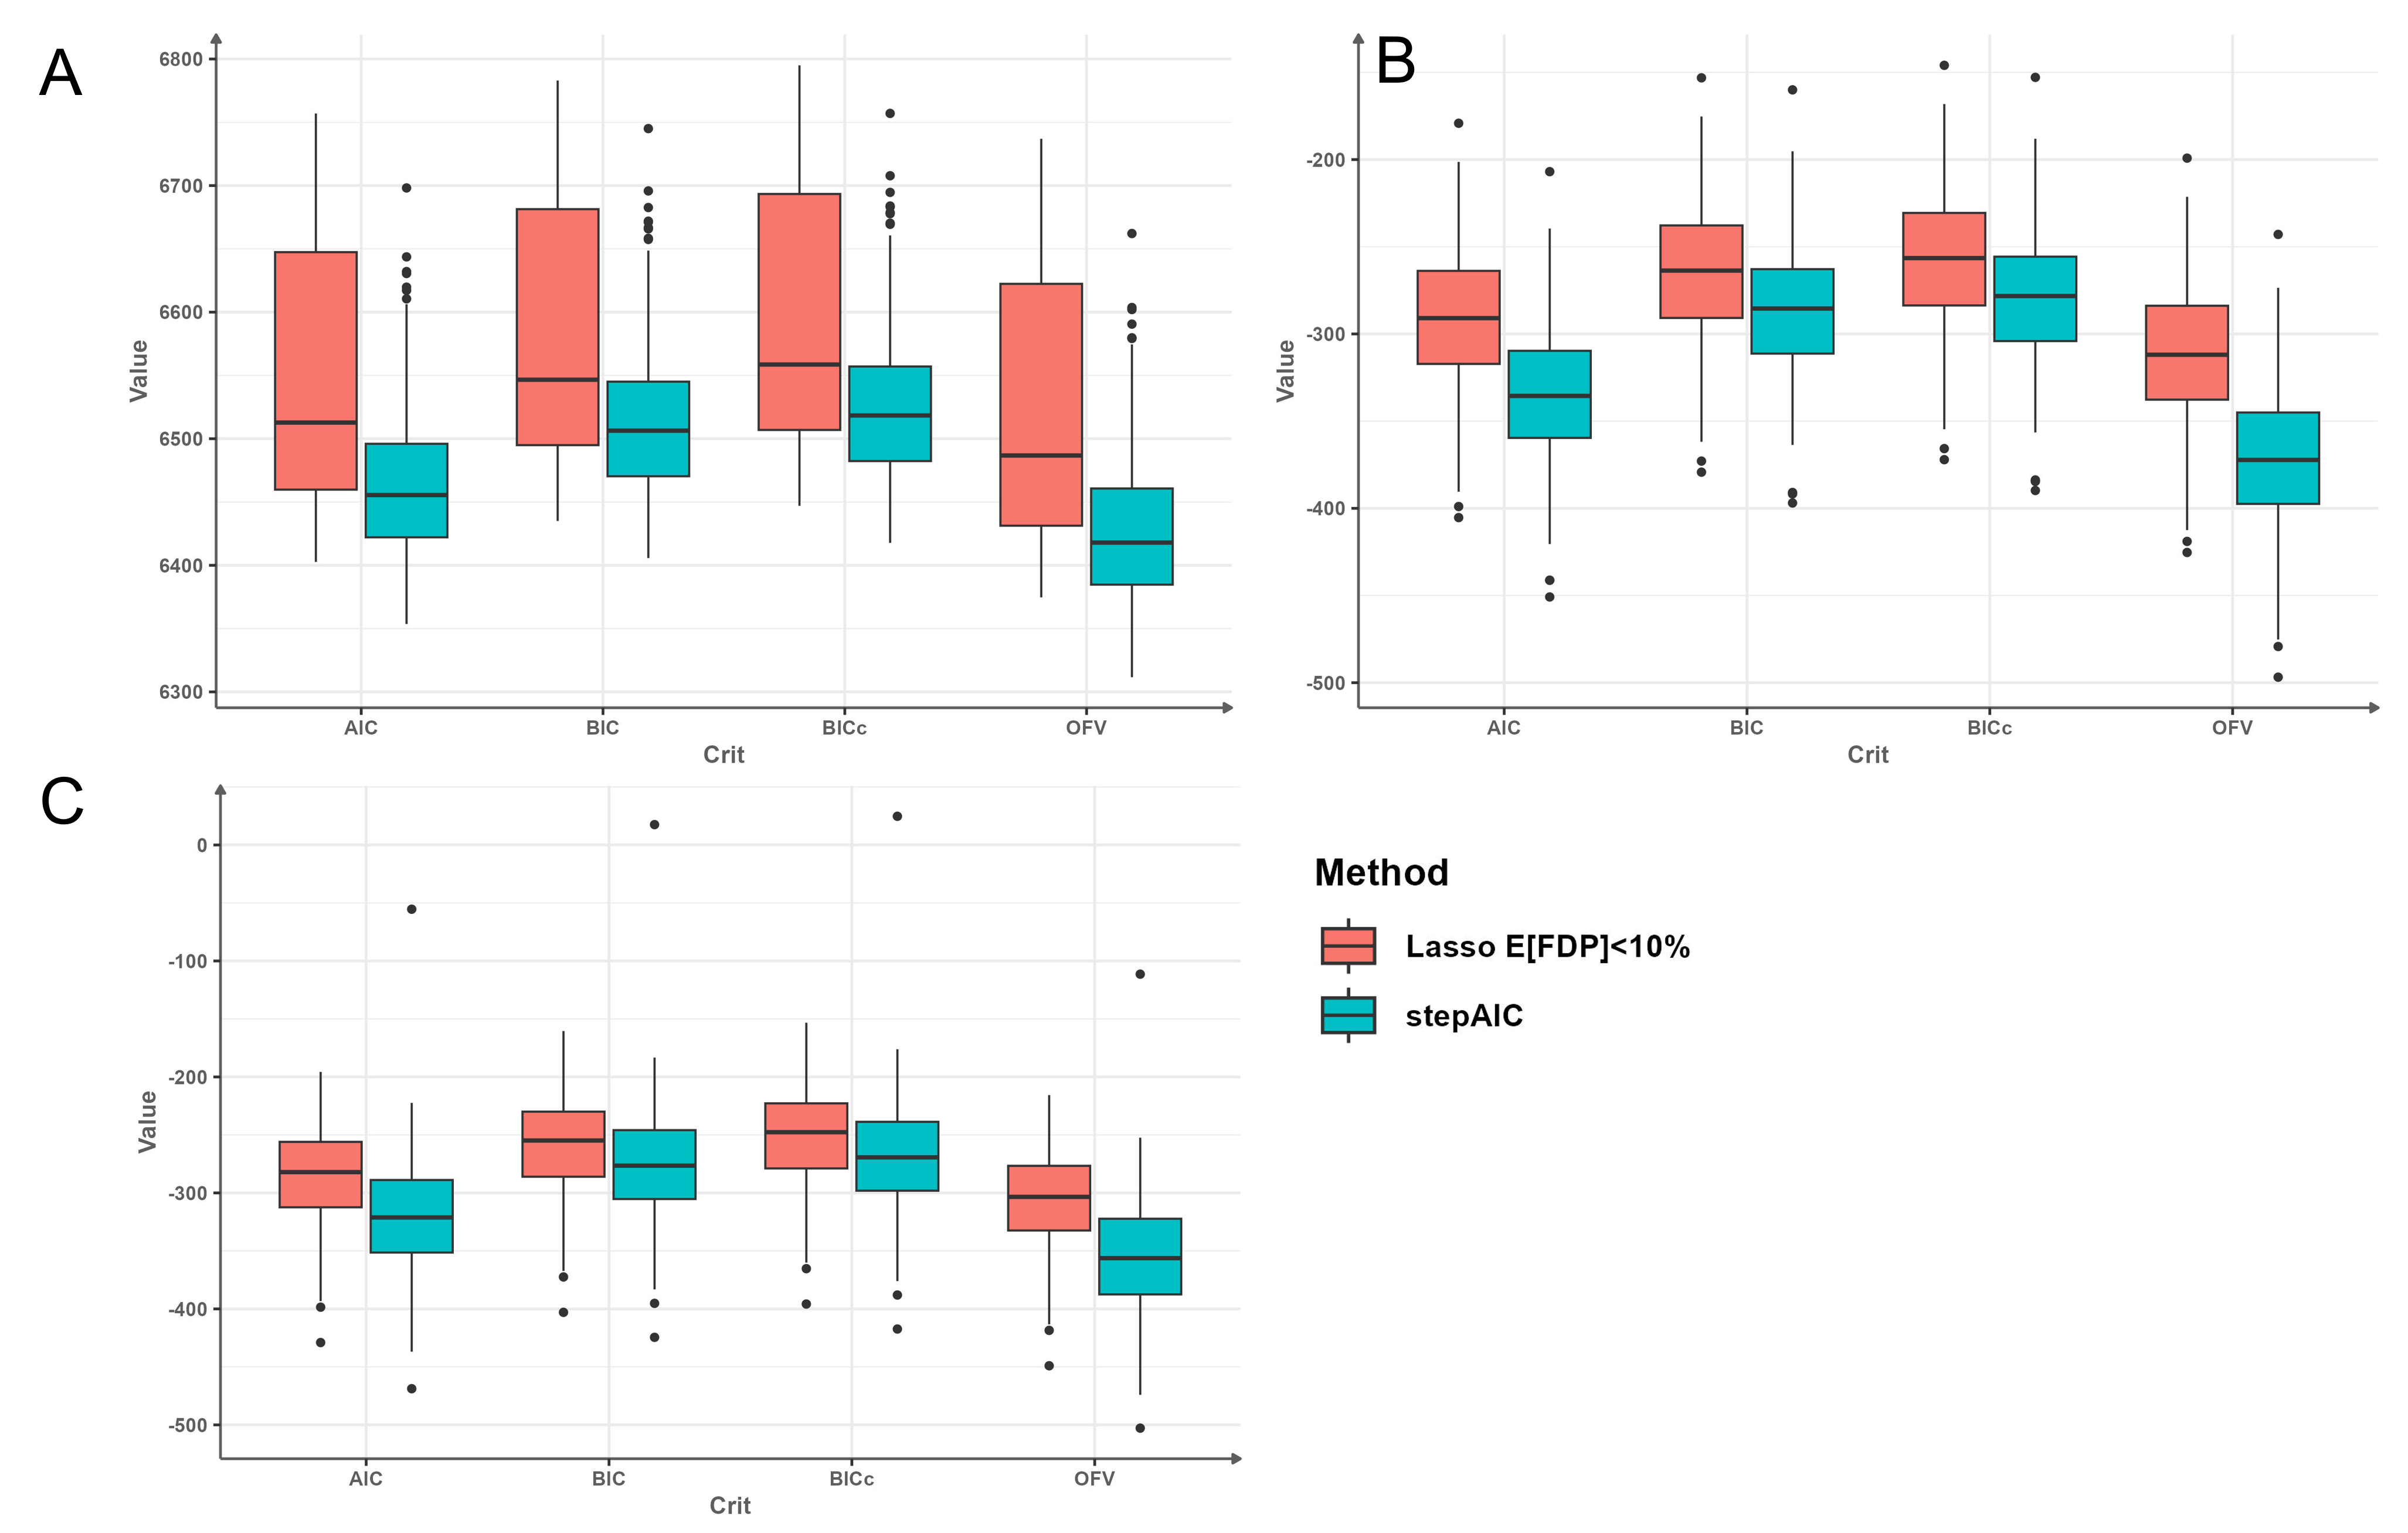 A
6800
6700
6600
6500
6400
6300
Value
AIC BIC BICc OFV
Crit
B
-200
-300
-400
-500
Value
AIC BIC BICc OFV
Crit
C
0
-100
-200
-300
-400
-500
Value
AIC BIC BICc OFV
Crit
Method
Lasso E[FDP]<10%
stepAIC